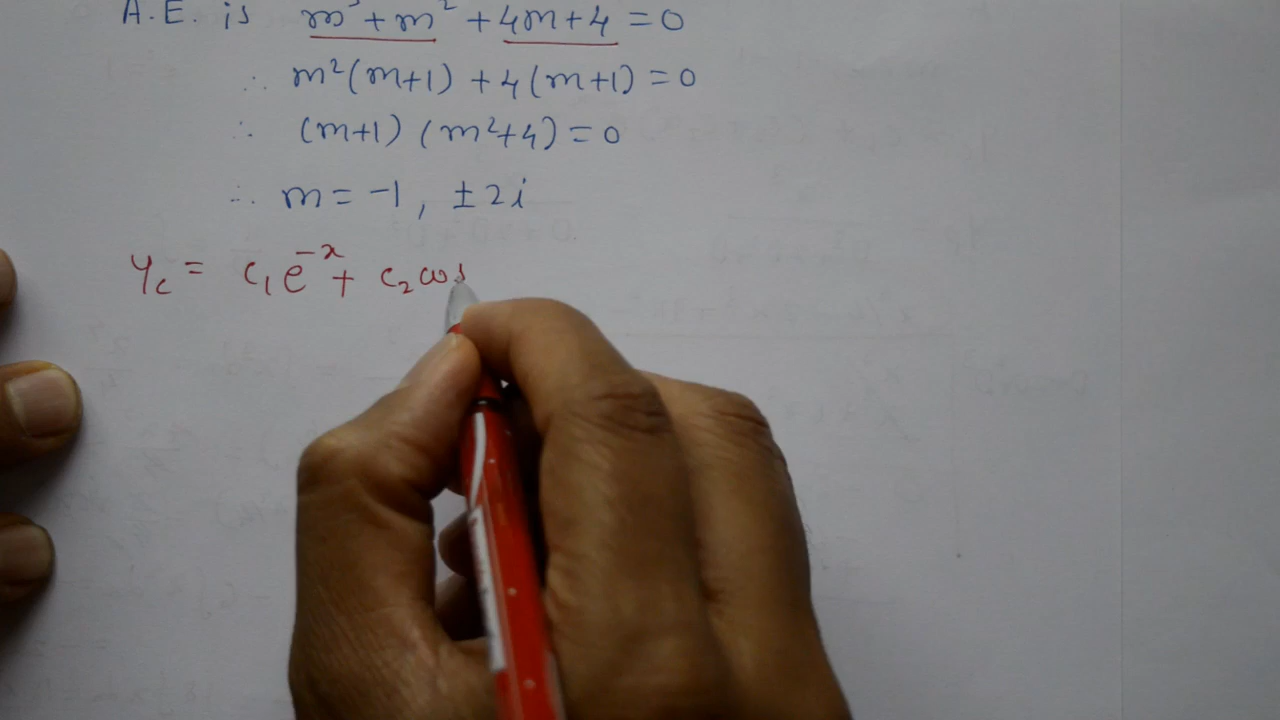 A.E. is m³ + m² + 4m + 4 = 0
∴ m²(m+1) + 4(m+1) = 0
∴ (m+1) (m²+4) = 0
∴ m = -1, ± 2i
y_c = c₁e^{-x} + c₂cos